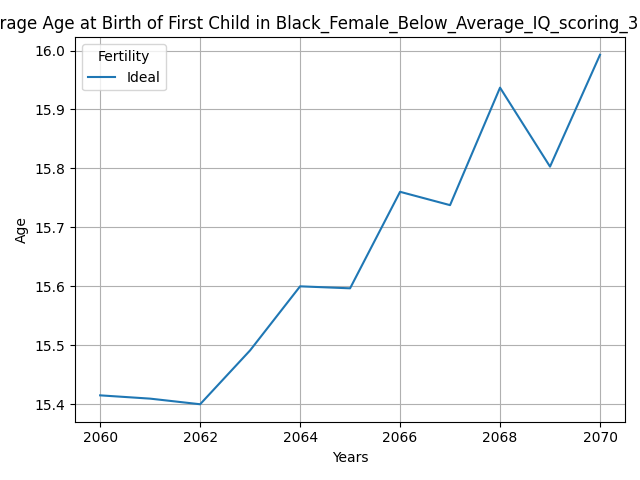 rage Age at Birth of First Child in Black_Female_Below_Average_IQ_scoring_3
Fertility
Ideal
16.0
15.9
15.8
15.7
15.6
15.5
15.4
Age
2060 2062 2064 2066 2068 2070
Years